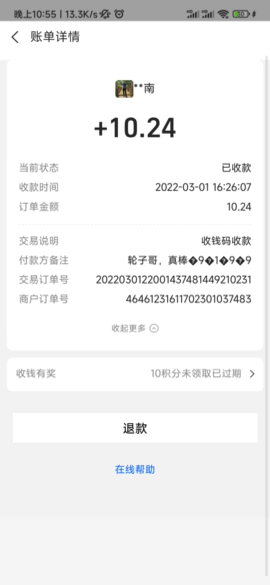 晚上10:55 | 13.3K/s
账单详情
**南
+10.24
当前状态 已收款
收款时间 2022-03-01 16:26:07
订单金额 10.24
交易说明 收钱码收款
付款方备注 轮子哥，真棒�9�1�9�9
交易订单号 2022030122001437481449210231
商户订单号 46461231611702301037483
收起更多
收钱有奖 10积分未领取已过期
退款
在线帮助